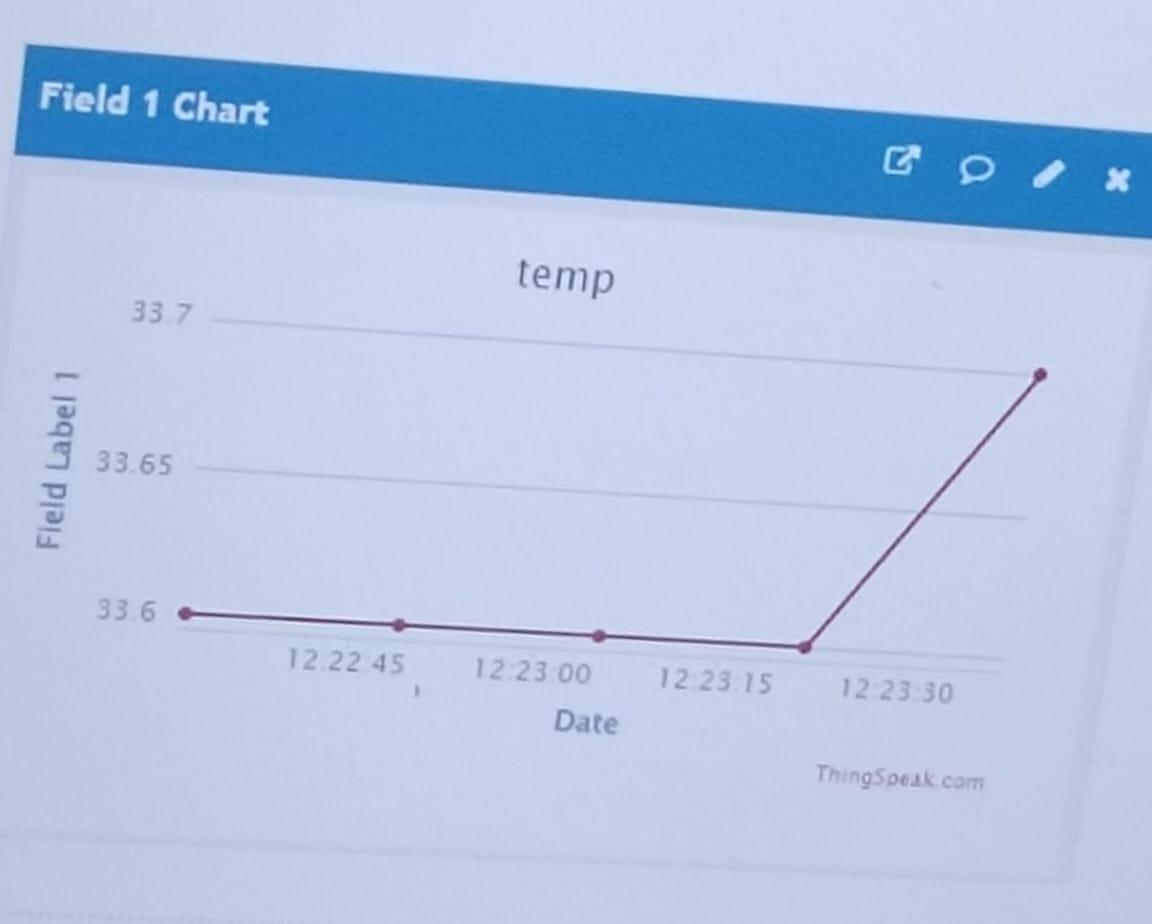 Field 1 Chart
temp
33.7
33.65
33.6
Field Label 1
12:22:45
12:23:00
12:23:15
12:23:30
Date
ThingSpeak.com